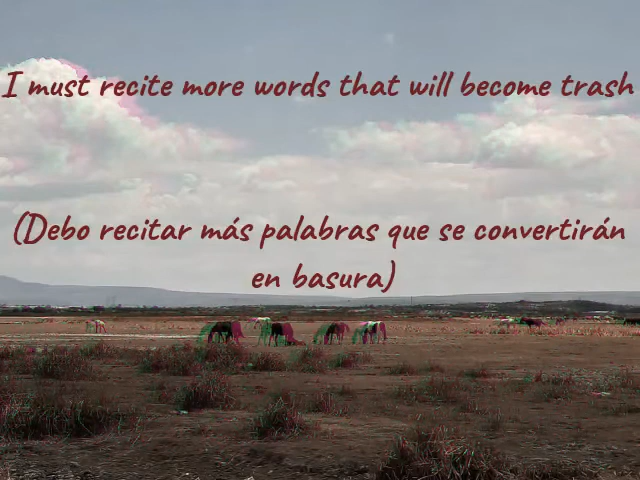 I must recite more words that will become trash
(Debo recitar más palabras que se convertirán
en basura)